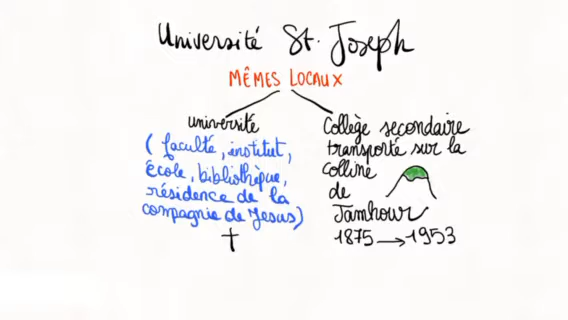 Université St. Joseph
MÊMES LOCAUX
université
(faculté, institut,
école, bibliothèque,
résidence de la
compagnie de Jesus)
Collège secondaire
transporté sur la
colline
de
Jamhour
1875 → 1953